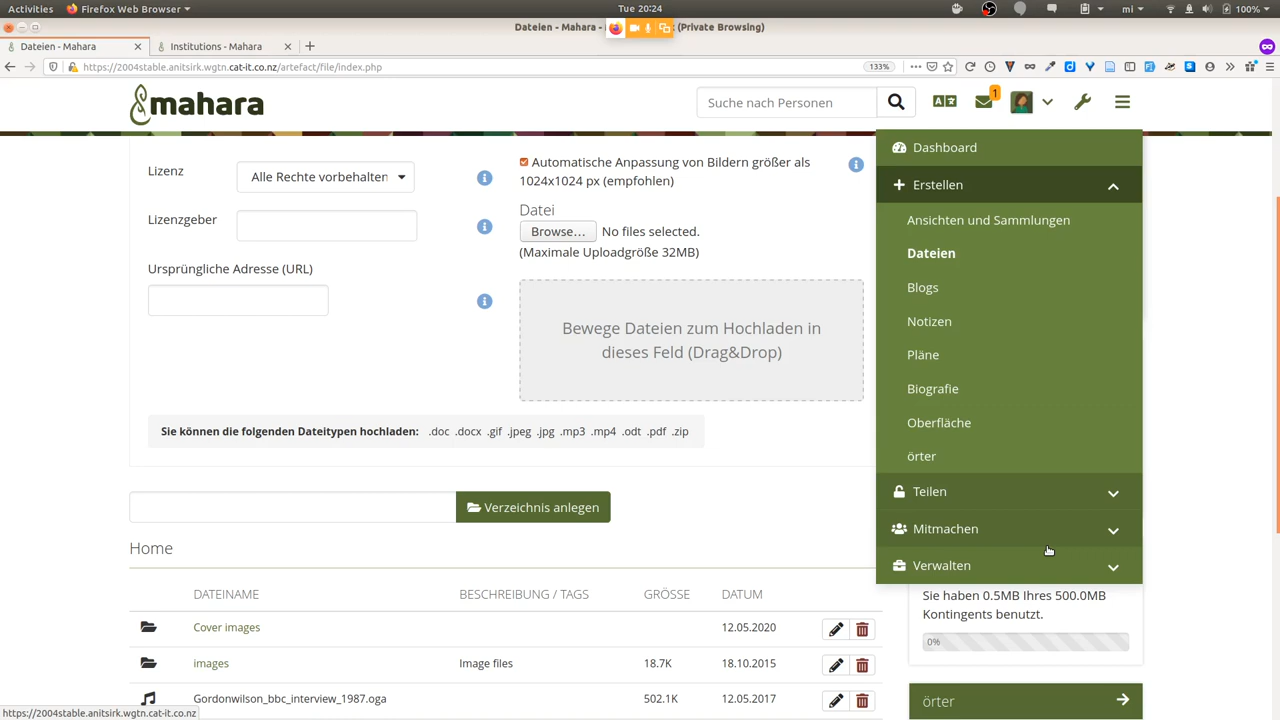 Firefox Web Browser
Tue 20:24
mi
100%
Dateien - Mahara - (Private Browsing)
Dateien - Mahara
Institutions - Mahara
https://2004stable.anitsirk.wgtn.cat-it.co.nz/artefact/file/index.php
133%
mahara
Suche nach Personen
1
Dashboard
Erstellen
Ansichten und Sammlungen
Dateien
Blogs
Notizen
Pläne
Biografie
Oberfläche
örter
Teilen
Mitmachen
Verwalten
Lizenz
Alle Rechte vorbehalten
Lizenzgeber
Ursprüngliche Adresse (URL)
Automatische Anpassung von Bildern größer als
1024x1024 px (empfohlen)
Datei
Browse… No files selected.
(Maximale Uploadgröße 32MB)
Bewege Dateien zum Hochladen in
dieses Feld (Drag&Drop)
Sie können die folgenden Dateitypen hochladen: .doc .docx .gif .jpeg .jpg .mp3 .mp4 .odt .pdf .zip
Verzeichnis anlegen
Home
DATEINAME BESCHREIBUNG / TAGS GRÖSSE DATUM
Cover images 12.05.2020
images Image files 18.7K 18.10.2015
Gordonwilson_bbc_interview_1987.oga 502.1K 12.05.2017
Sie haben 0.5MB Ihres 500.0MB
Kontingents benutzt.
0%
örter
https://2004stable.anitsirk.wgtn.cat-it.co.nz